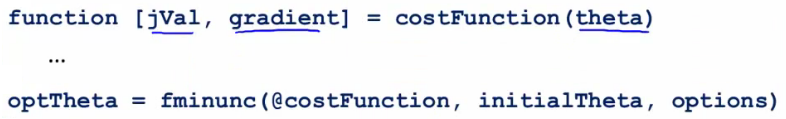 function [jVal, gradient] = costFunction(theta)
...
optTheta = fminunc(@costFunction, initialTheta, options)